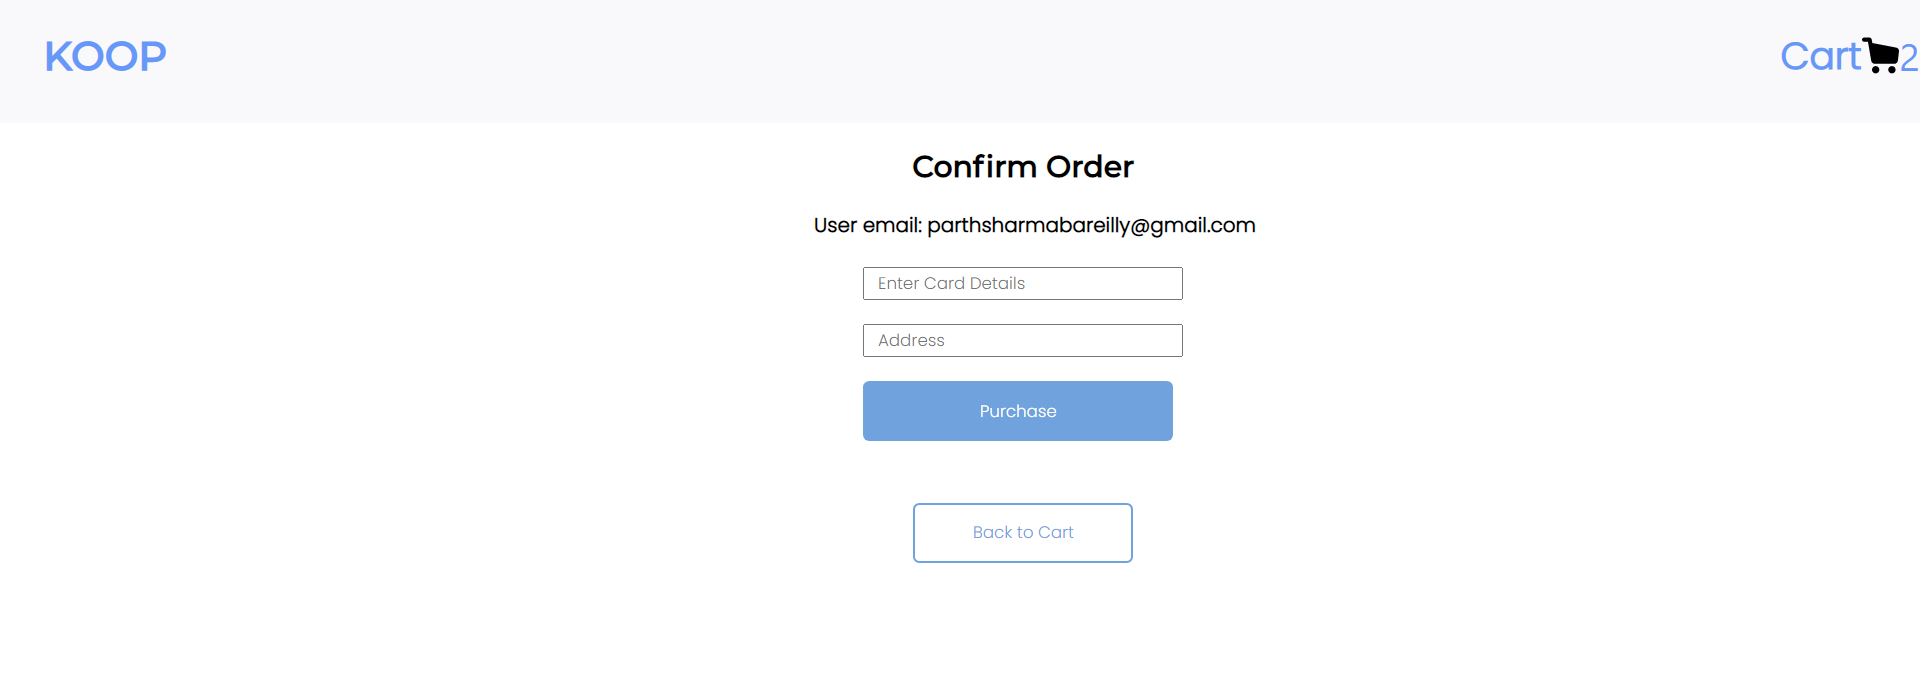 KOOP
Cart 2
Confirm Order
User email: parthsharmabareilly@gmail.com
Enter Card Details
Address
Purchase
Back to Cart